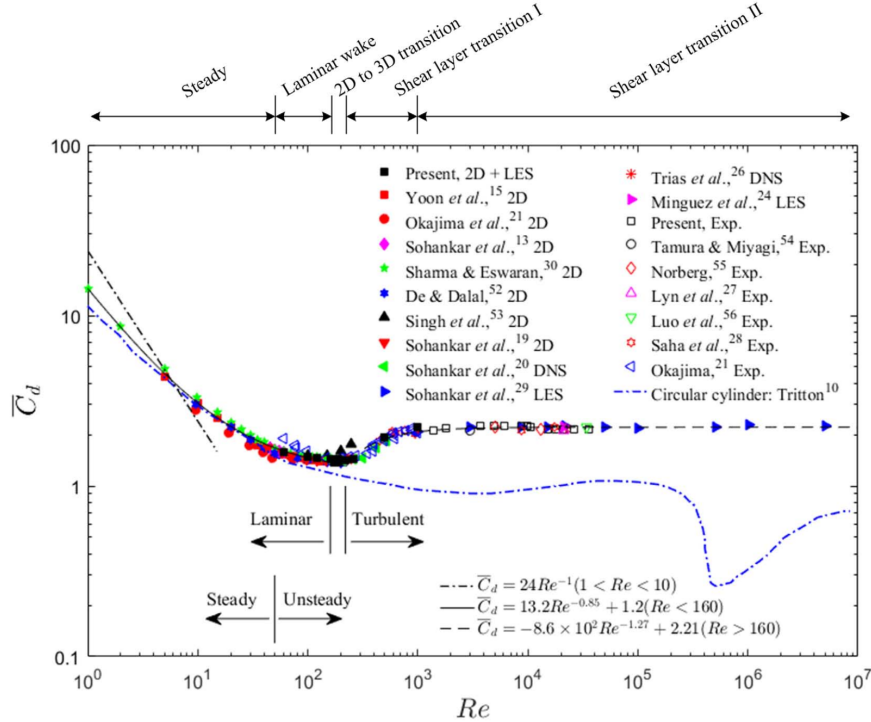 Steady
Laminar wake
2D to 3D transition
Shear layer transition I
Shear layer transition II
100
Present, 2D + LES
Yoon et al.,15 2D
Okajima et al.,21 2D
Sohankar et al.,13 2D
Sharma & Eswaran,30 2D
De & Dalal,52 2D
Singh et al.,53 2D
Sohankar et al.,19 2D
Sohankar et al.,20 DNS
Sohankar et al.,29 LES
Trias et al.,26 DNS
Minguez et al.,24 LES
Present, Exp.
Tamura & Miyagi,54 Exp.
Norberg,55 Exp.
Lyn et al.,27 Exp.
Luo et al.,56 Exp.
Saha et al.,28 Exp.
Okajima,21 Exp.
Circular cylinder: Tritton10
10
C̅d
1
Laminar
Turbulent
Steady
Unsteady
C̅d = 24Re⁻¹(1 < Re < 10)
C̅d = 13.2Re⁻⁰·⁸⁵ + 1.2(Re < 160)
C̅d = −8.6 × 10²Re⁻¹·²⁷ + 2.21(Re > 160)
0.1
10⁰ 10¹ 10² 10³ 10⁴ 10⁵ 10⁶ 10⁷
Re